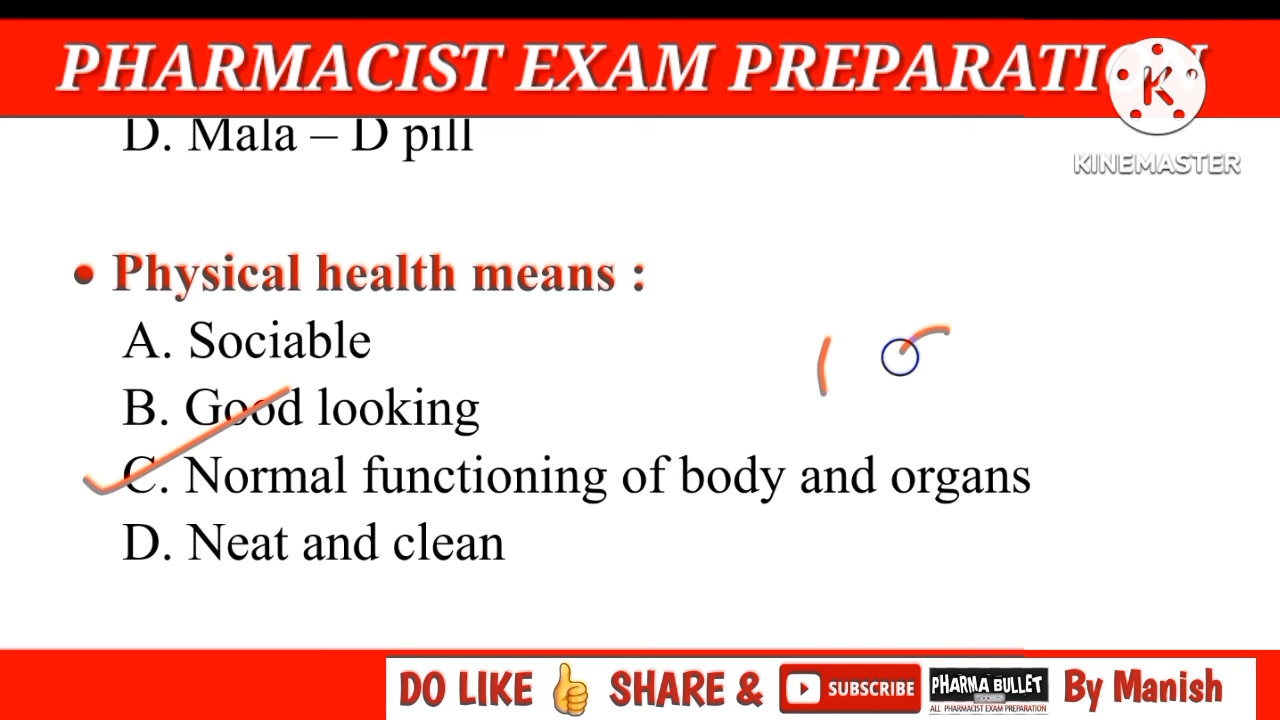 PHARMACIST EXAM PREPARATION
K
KINEMASTER
D. Mala – D pill
• Physical health means :
A. Sociable
B. Good looking
C. Normal functioning of body and organs
D. Neat and clean
DO LIKE SHARE & SUBSCRIBE PHARMA BULLET By Manish
ALL PHARMACIST EXAM PREPARATION